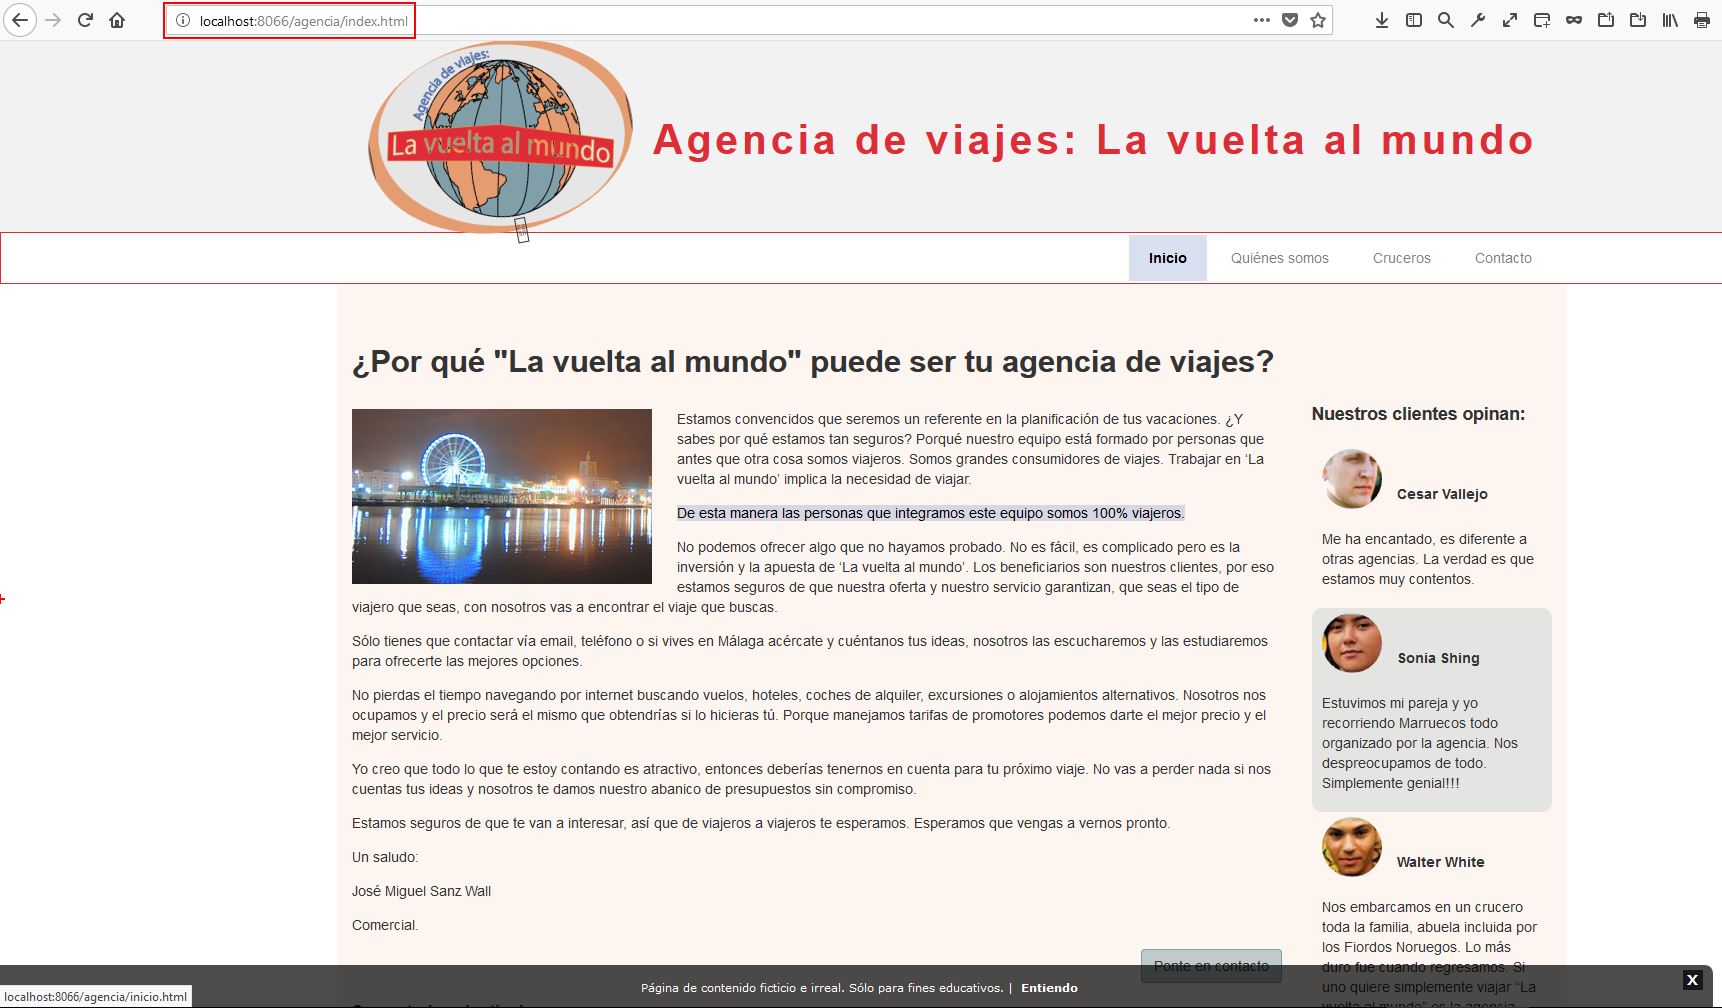 localhost:8066/agencia/index.html
Agencia de viajes:
La vuelta al mundo
Agencia de viajes: La vuelta al mundo
Inicio
Quiénes somos
Cruceros
Contacto
¿Por qué "La vuelta al mundo" puede ser tu agencia de viajes?
Estamos convencidos que seremos un referente en la planificación de tus vacaciones. ¿Y
sabes por qué estamos tan seguros? Porqué nuestro equipo está formado por personas que
antes que otra cosa somos viajeros. Somos grandes consumidores de viajes. Trabajar en ‘La
vuelta al mundo’ implica la necesidad de viajar.
De esta manera las personas que integramos este equipo somos 100% viajeros.
No podemos ofrecer algo que no hayamos probado. No es fácil, es complicado pero es la
inversión y la apuesta de ‘La vuelta al mundo’. Los beneficiarios son nuestros clientes, por eso
estamos seguros de que nuestra oferta y nuestro servicio garantizan, que seas el tipo de
viajero que seas, con nosotros vas a encontrar el viaje que buscas.
Sólo tienes que contactar vía email, teléfono o si vives en Málaga acércate y cuéntanos tus ideas, nosotros las escucharemos y las estudiaremos
para ofrecerte las mejores opciones.
No pierdas el tiempo navegando por internet buscando vuelos, hoteles, coches de alquiler, excursiones o alojamientos alternativos. Nosotros nos
ocupamos y el precio será el mismo que obtendrías si lo hicieras tú. Porque manejamos tarifas de promotores podemos darte el mejor precio y el
mejor servicio.
Yo creo que todo lo que te estoy contando es atractivo, entonces deberías tenernos en cuenta para tu próximo viaje. No vas a perder nada si nos
cuentas tus ideas y nosotros te damos nuestro abanico de presupuestos sin compromiso.
Estamos seguros de que te van a interesar, así que de viajeros a viajeros te esperamos. Esperamos que vengas a vernos pronto.
Un saludo:
José Miguel Sanz Wall
Comercial.
Ponte en contacto
Nuestros clientes opinan:
Cesar Vallejo
Me ha encantado, es diferente a
otras agencias. La verdad es que
estamos muy contentos.
Sonia Shing
Estuvimos mi pareja y yo
recorriendo Marruecos todo
organizado por la agencia. Nos
despreocupamos de todo.
Simplemente genial!!!
Walter White
Nos embarcamos en un crucero
toda la familia, abuela incluida por
los Fiordos Noruegos. Lo más
duro fue cuando regresamos. Si
uno quiere simplemente viajar “La
vuelta al mundo” es la agencia
Página de contenido ficticio e irreal. Sólo para fines educativos. | Entiendo
X
localhost:8066/agencia/inicio.html